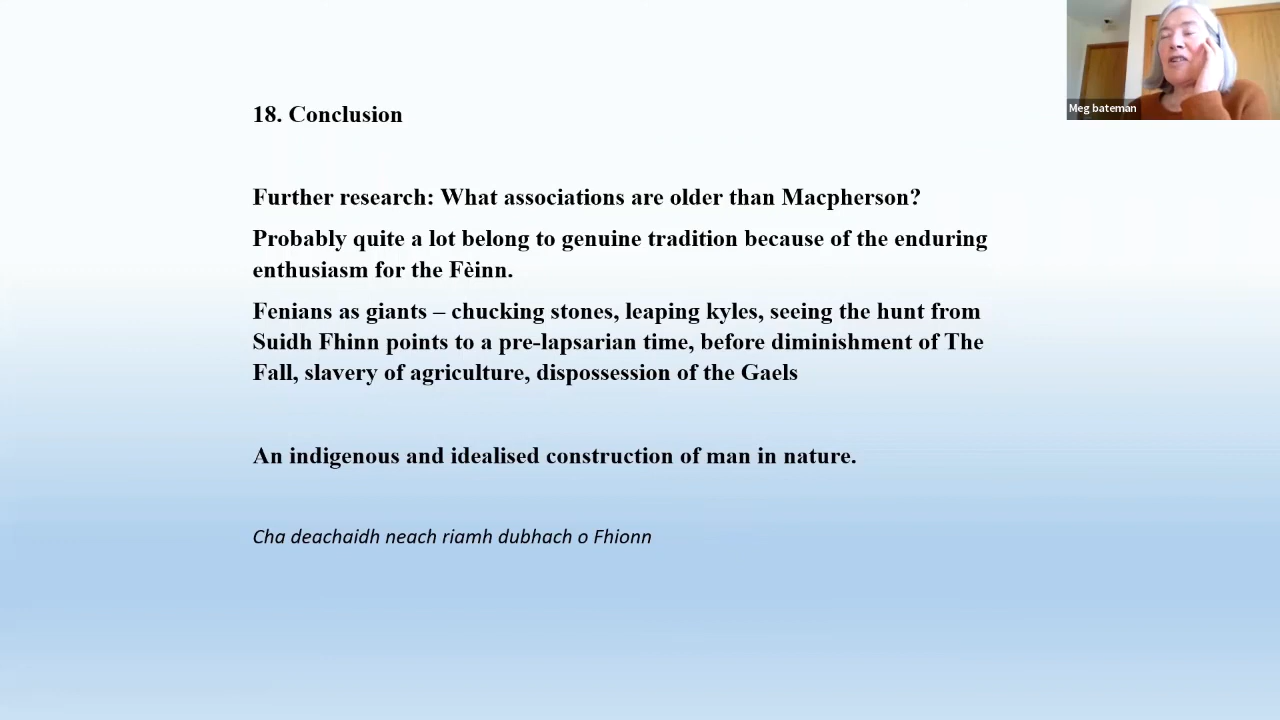 Meg bateman
18. Conclusion
Further research: What associations are older than Macpherson?
Probably quite a lot belong to genuine tradition because of the enduring
enthusiasm for the Fèinn.
Fenians as giants – chucking stones, leaping kyles, seeing the hunt from
Suidh Fhinn points to a pre-lapsarian time, before diminishment of The
Fall, slavery of agriculture, dispossession of the Gaels
An indigenous and idealised construction of man in nature.
Cha deachaidh neach riamh dubhach o Fhionn